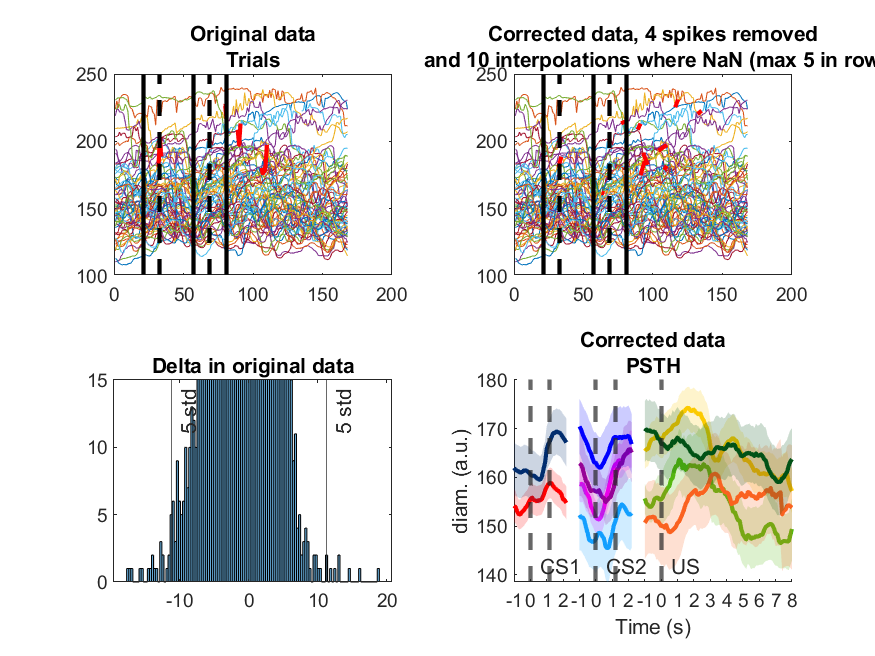 Original data
Trials
250
200
150
100
0 50 100 150 200
Corrected data, 4 spikes removed
and 10 interpolations where NaN (max 5 in row
250
200
150
100
0 50 100 150 200
Delta in original data
15
10
5
0
5 std
5 std
-10 0 10 20
Corrected data
PSTH
180
170
160
150
140
diam. (a.u.)
CS1 CS2 US
-1 0 1 2 -1 0 1 2 -1 0 1 2 3 4 5 6 7 8
Time (s)